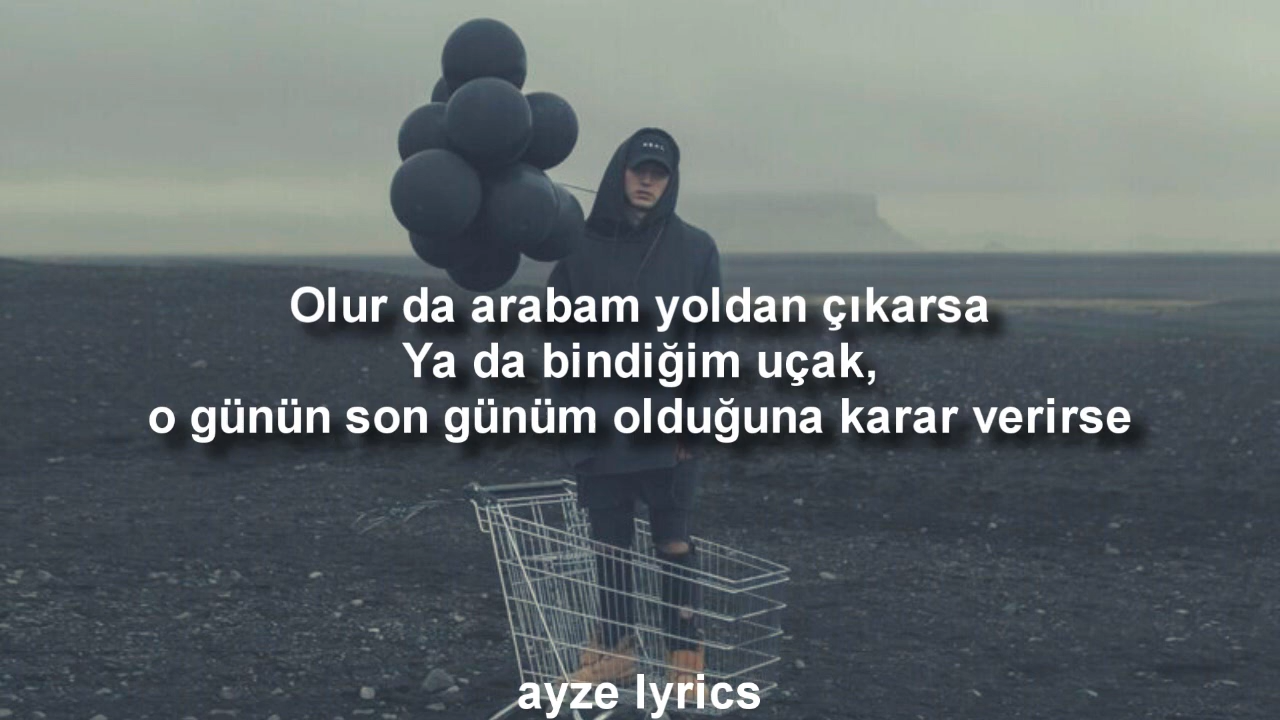 Olur da arabam yoldan çıkarsa
Ya da bindiğim uçak,
o günün son günüm olduğuna karar verirse
ayze lyrics